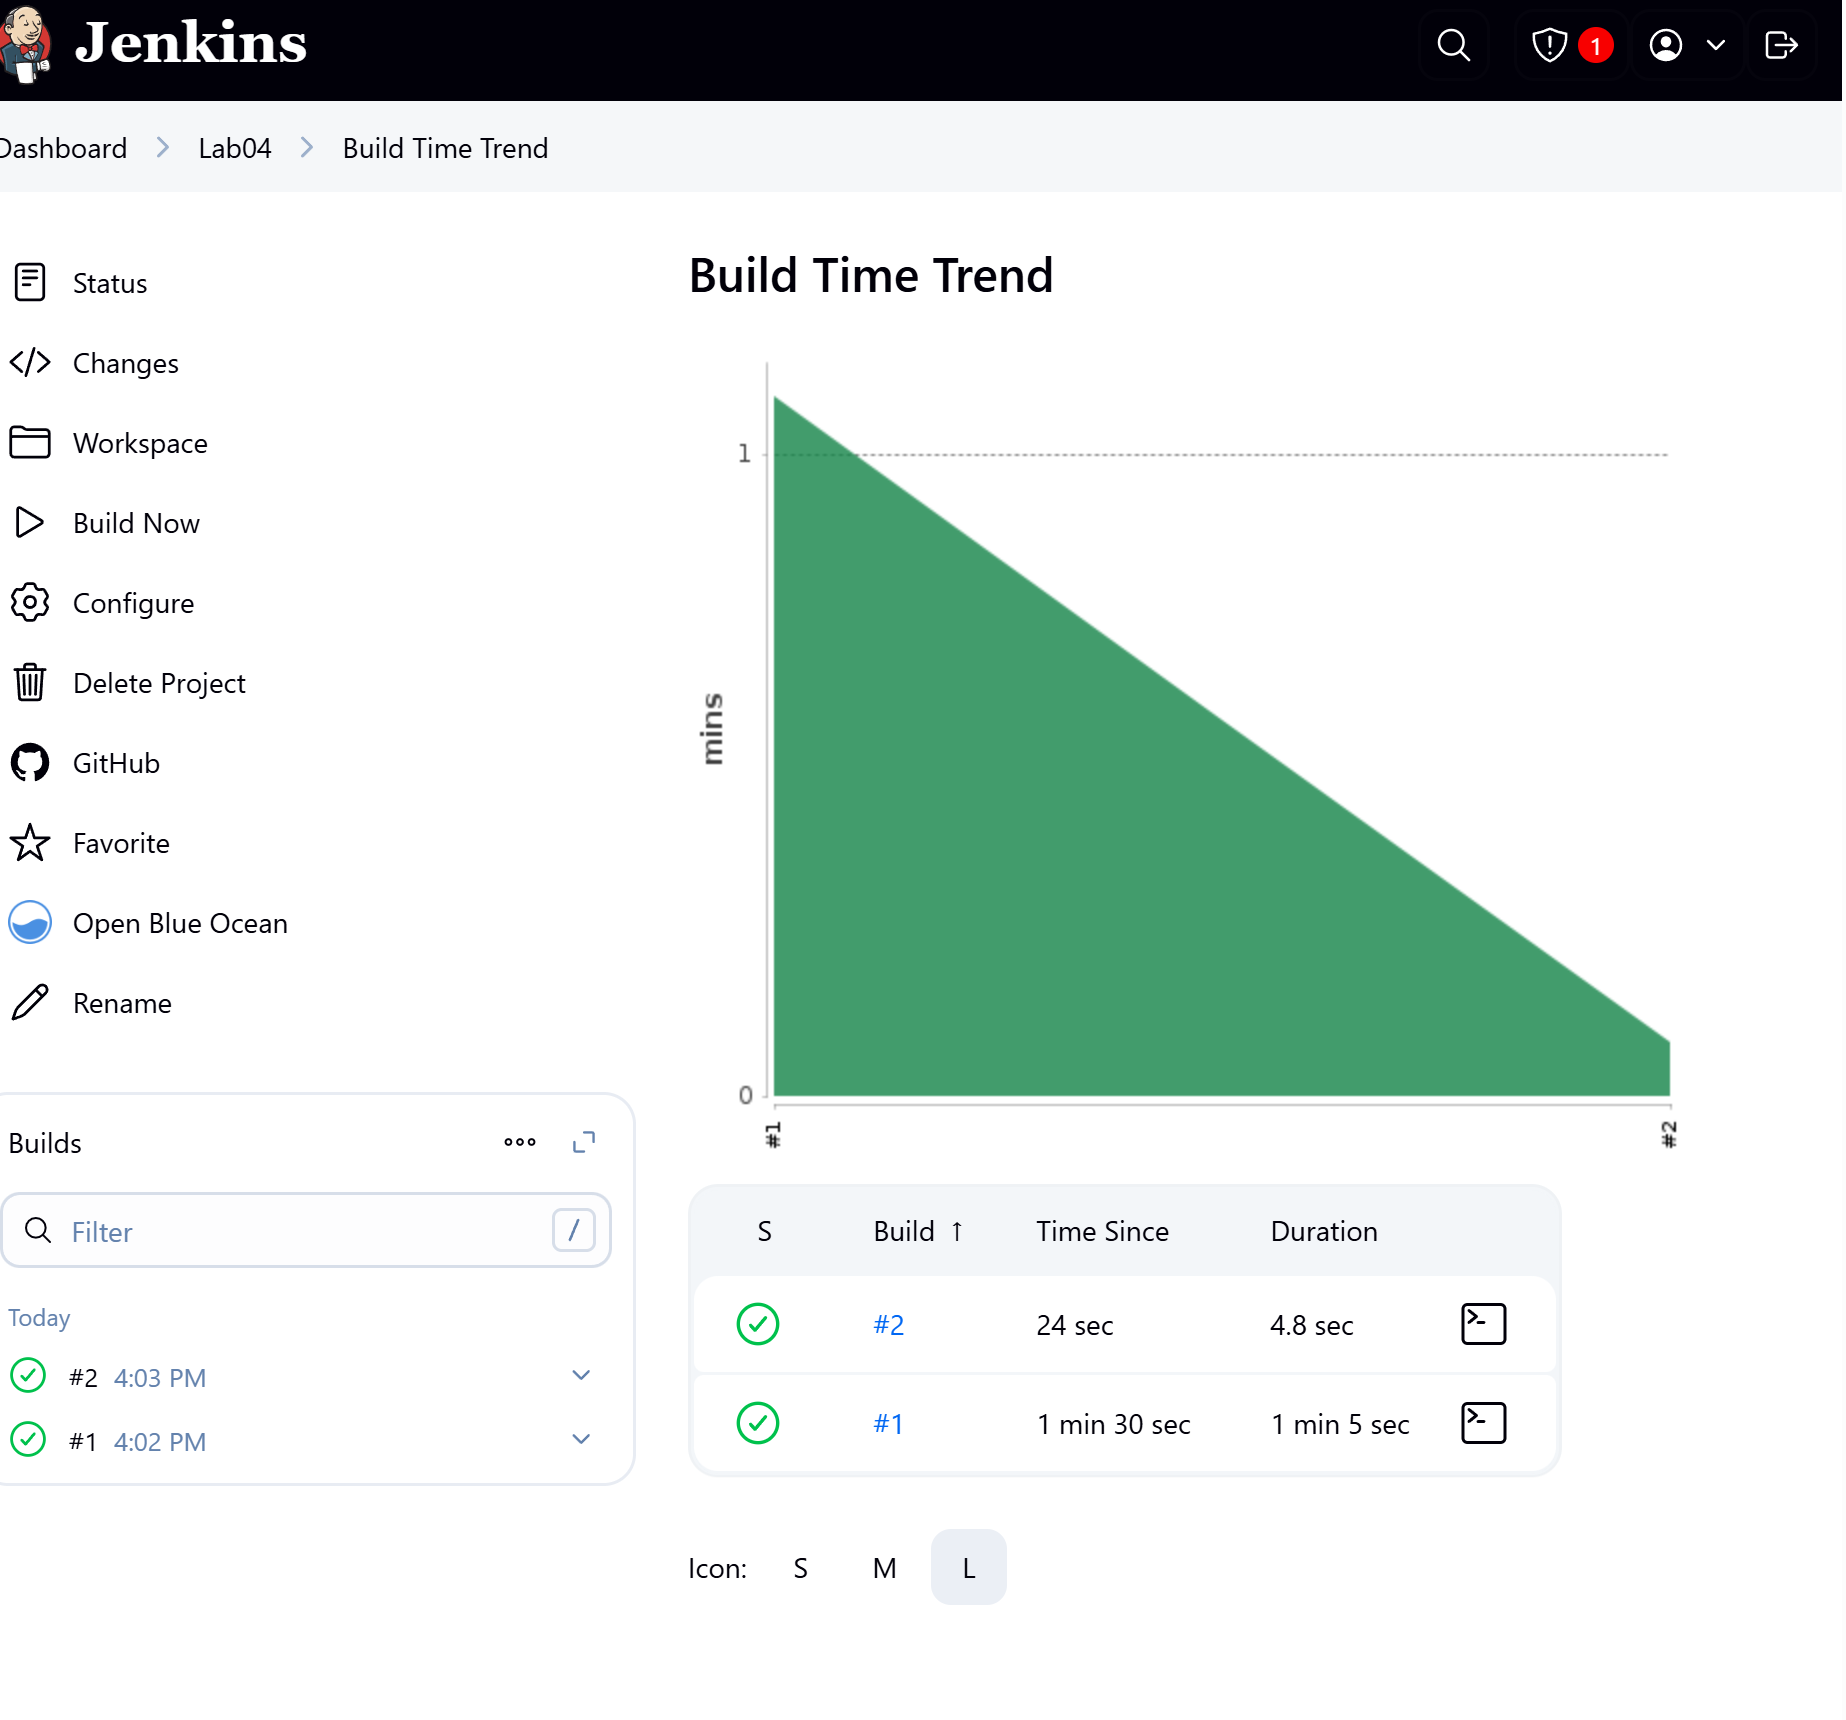 Jenkins
1
Dashboard > Lab04 > Build Time Trend
Status
Changes
Workspace
Build Now
Configure
Delete Project
GitHub
Favorite
Open Blue Ocean
Rename
Builds
Filter /
Today
#2 4:03 PM
#1 4:02 PM
Build Time Trend
1
mins
0
#1 #2
S Build ↑ Time Since Duration
#2 24 sec 4.8 sec
#1 1 min 30 sec 1 min 5 sec
Icon: S M L